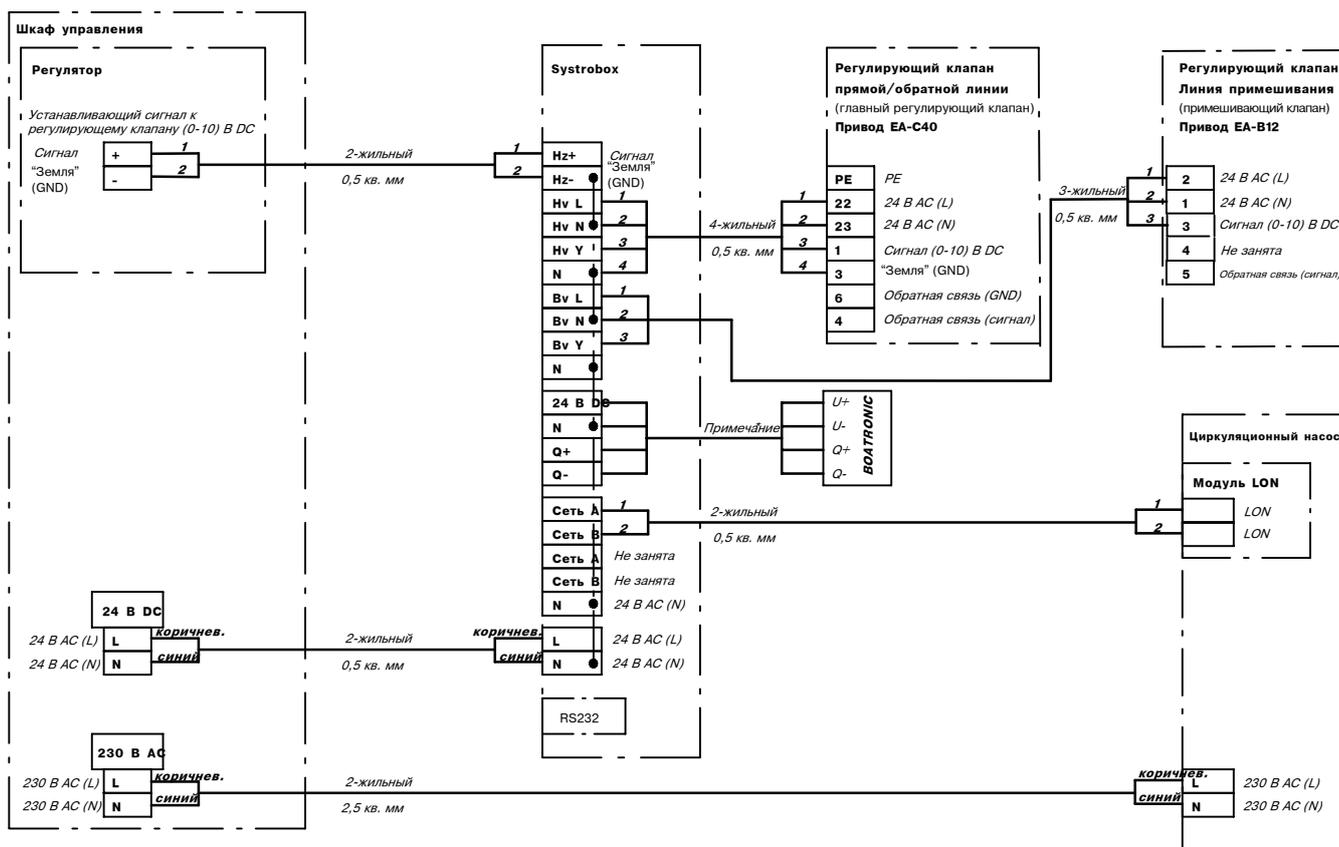 Шкаф управления
Регулятор
Устанавливающий сигнал к
регулирующему клапану (0-10) В DC
Сигнал
+
1
"Земля"
(GND)
-
2
2-жильный
0,5 кв. мм
24 В DC
24 В АС (L)
L
коричнев.
24 В АС (N)
N
синий
2-жильный
0,5 кв. мм
230 В АС
230 В АС (L)
L
коричнев.
230 В АС (N)
N
синий
2-жильный
2,5 кв. мм
Systrobox
1
Hz+
Сигнал
2
Hz-
"Земля"
(GND)
Hv L
1
Hv N
2
Hv Y
3
N
4
Bv L
1
Bv N
2
Bv Y
3
N
24 В DC
N
Q+
Q-
Сеть A
1
Сеть B
2
Сеть A
Не занята
Сеть B
Не занята
N
24 В АС (N)
коричнев.
L
24 В АС (L)
синий
N
24 В АС (N)
RS232
4-жильный
0,5 кв. мм
Регулирующий клапан
прямой/обратной линии
(главный регулирующий клапан)
Привод EA-C40
PE
PE
1
22
24 В АС (L)
2
23
24 В АС (N)
3
1
Сигнал (0-10) В DC
4
3
"Земля" (GND)
6
Обратная связь (GND)
4
Обратная связь (сигнал)
3-жильный
0,5 кв. мм
Регулирующий клапан
Линия примешивания
(примешивающий клапан)
Привод EA-B12
1
2
24 В АС (L)
2
1
24 В АС (N)
3
3
Сигнал (0-10) В DC
4
Не занята
5
Обратная связь (сигнал)
Примечание
U+
U-
Q+
Q-
BOATRONIC
2-жильный
0,5 кв. мм
Циркуляционный насос
Модуль LON
1
LON
2
LON
коричнев.
L
230 В АС (L)
синий
N
230 В АС (N)